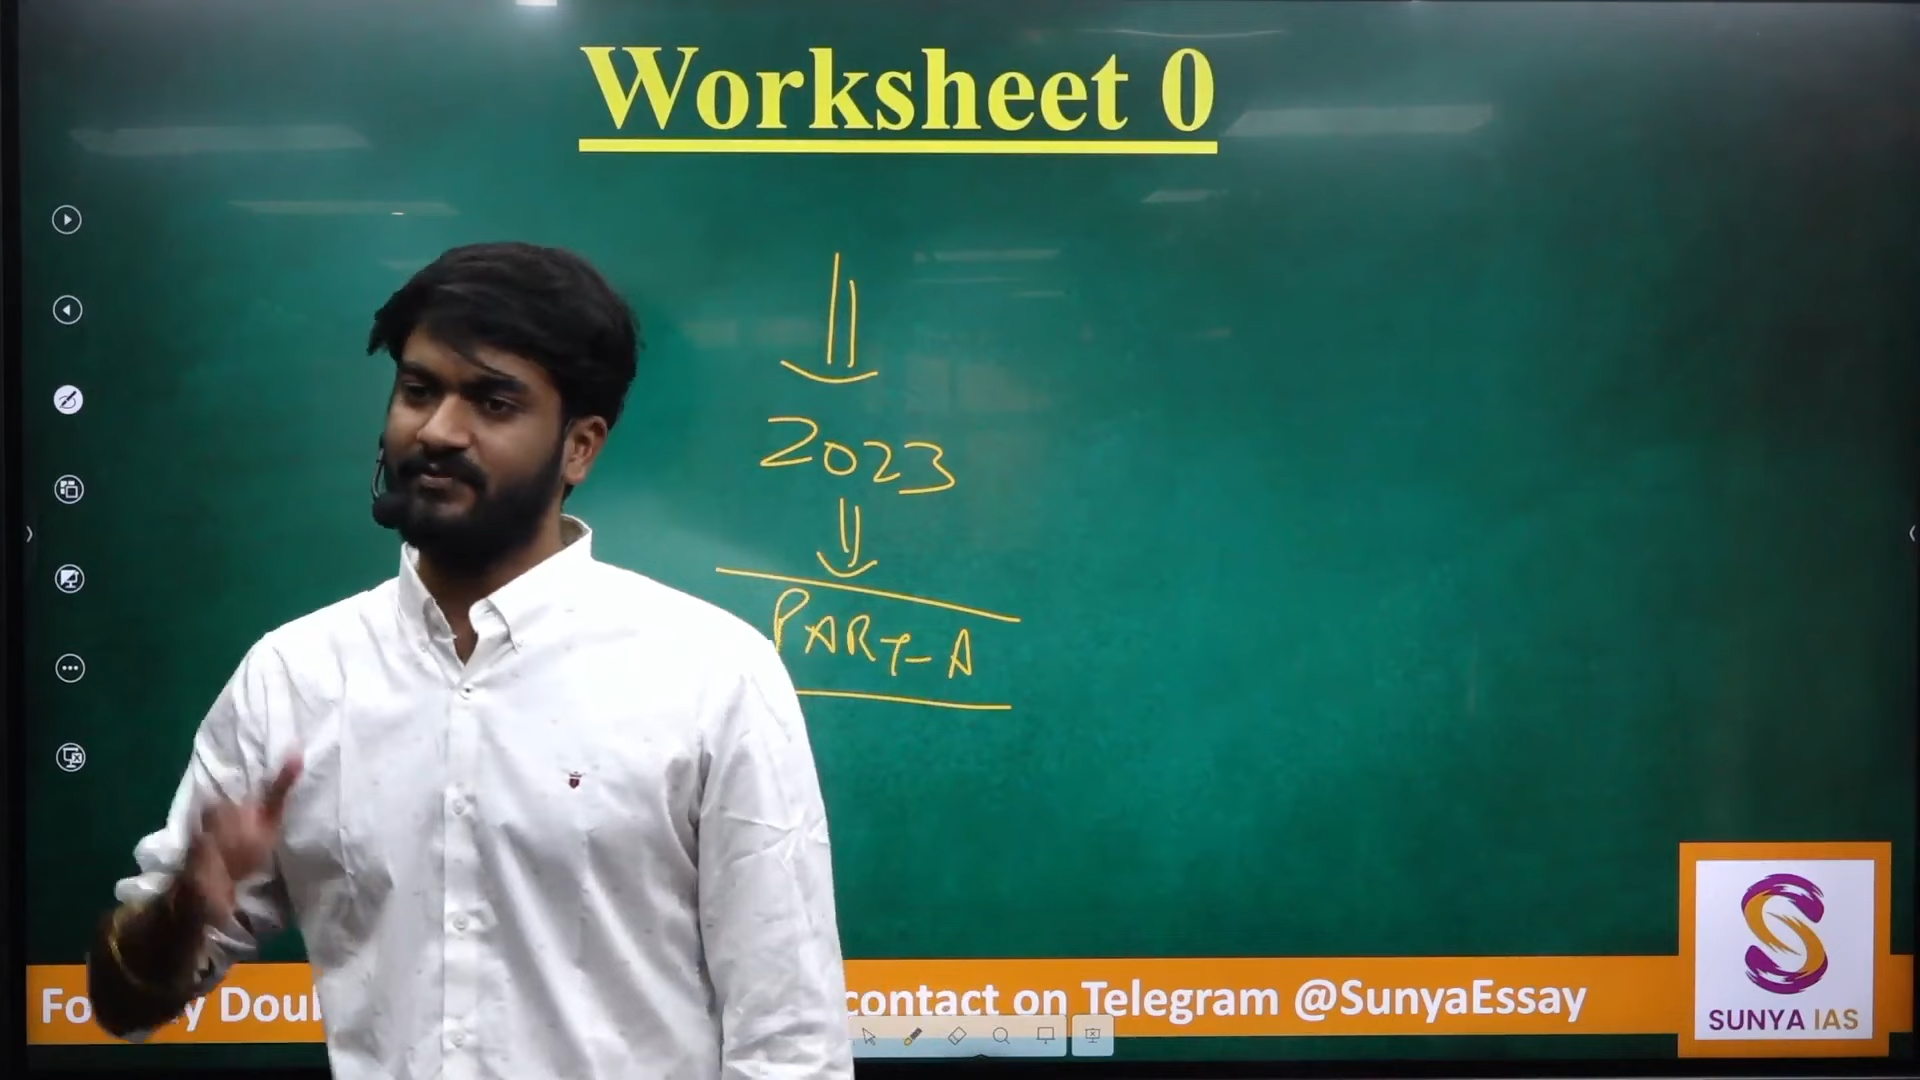 Worksheet 0
2023
PART-A
contact on Telegram @SunyaEssay
SUNYA IAS